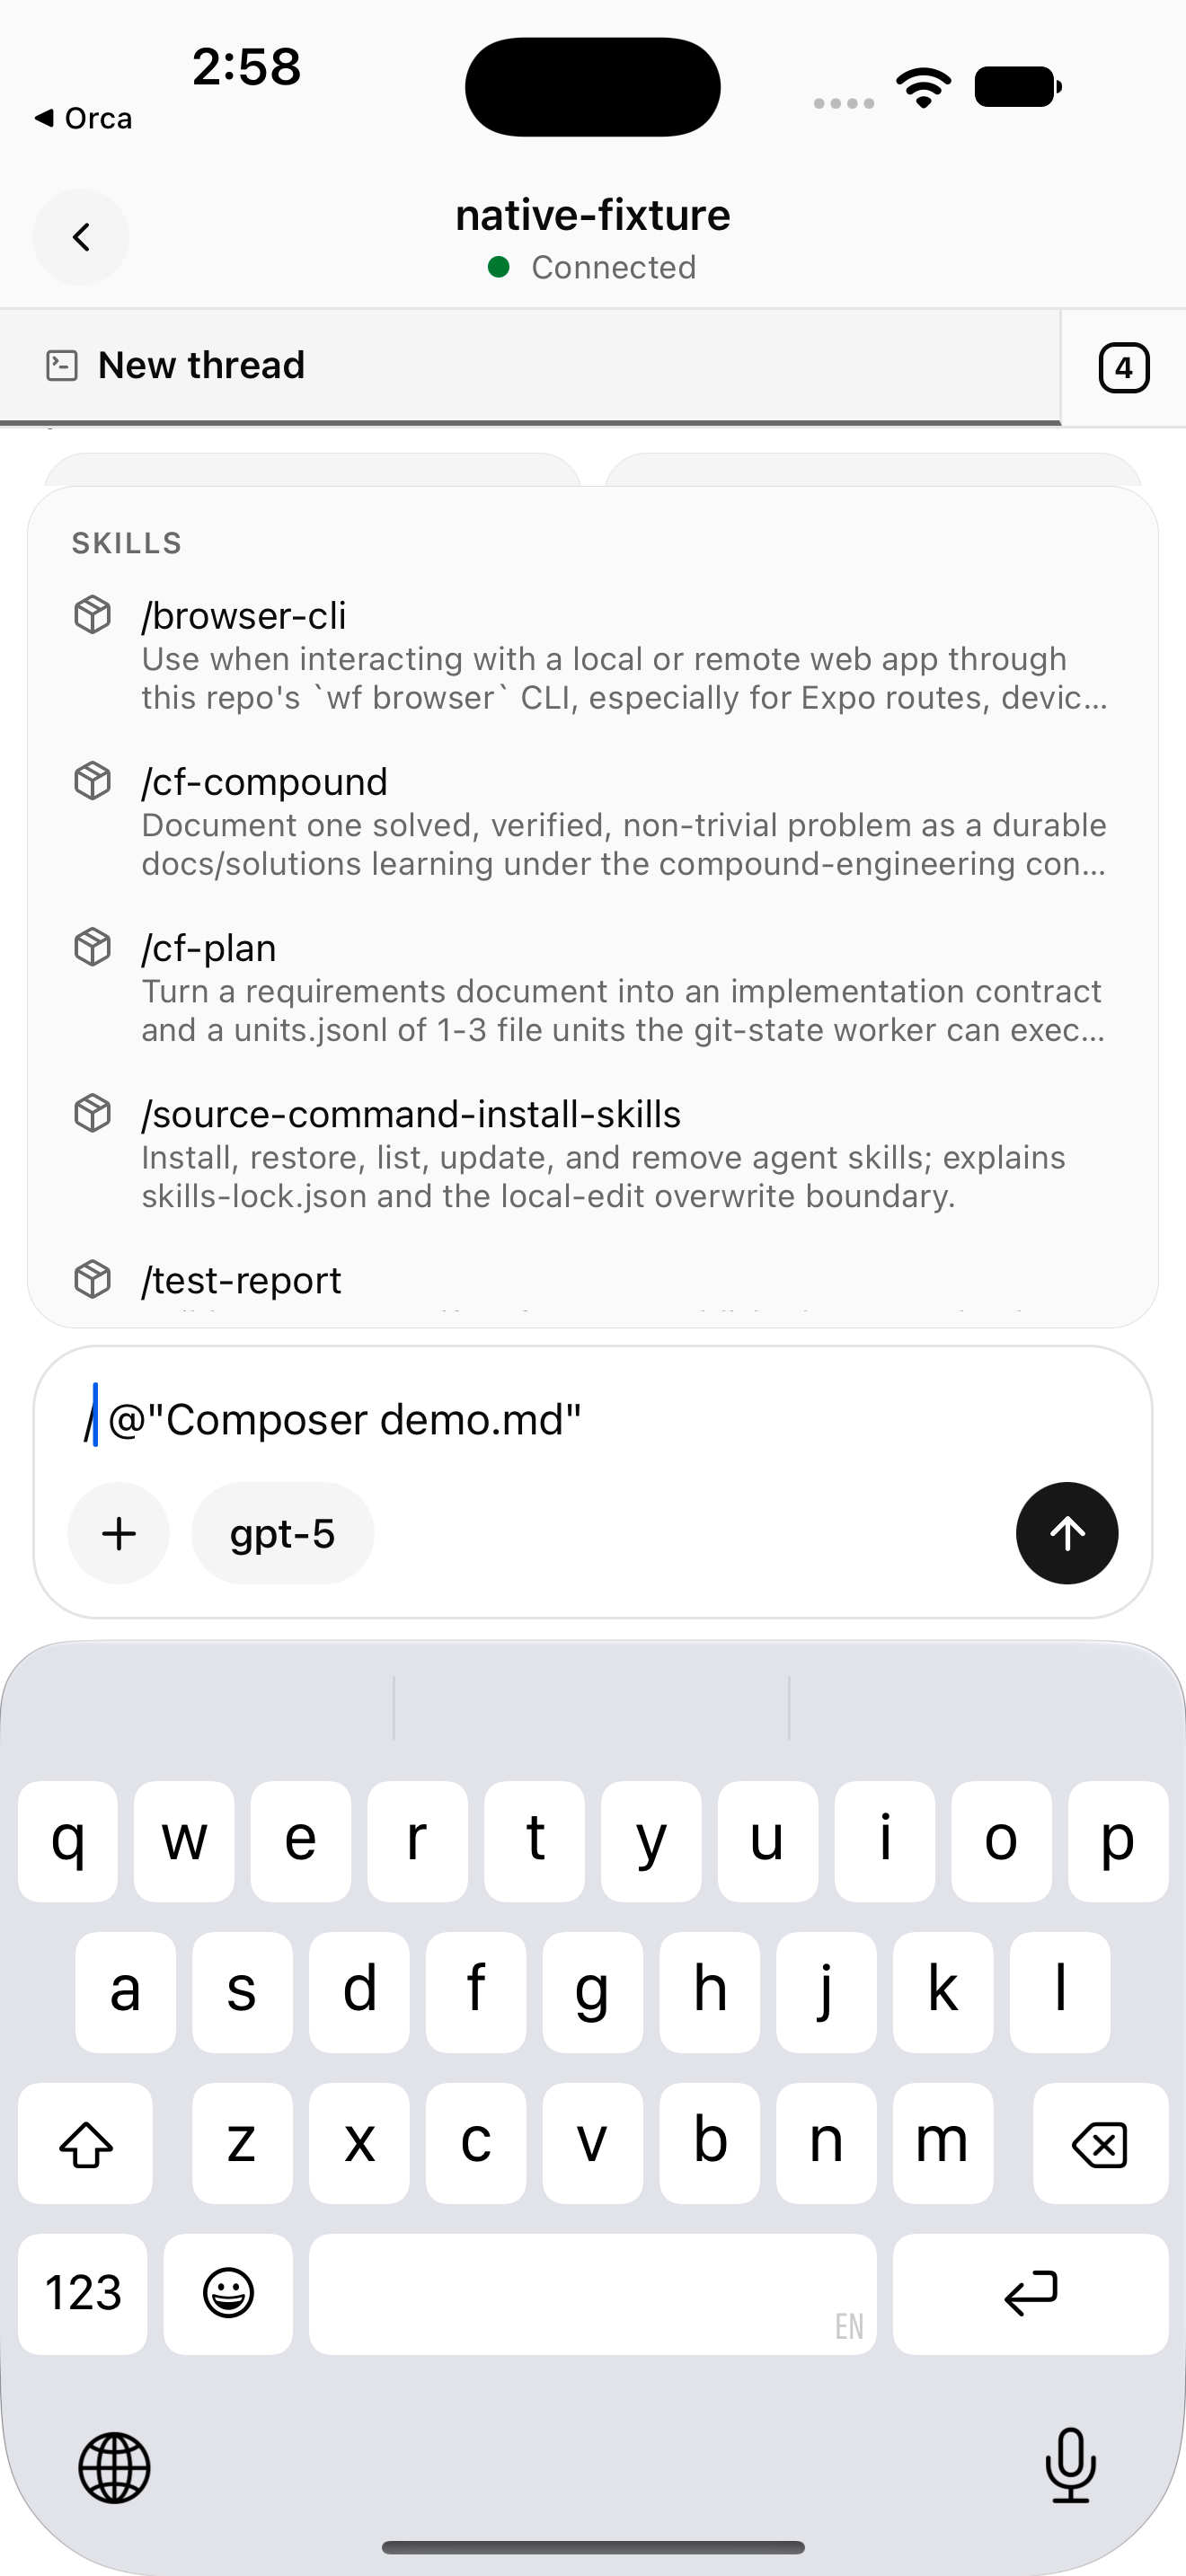 2:58
◀ Orca
native-fixture
Connected
New thread
4
SKILLS
/browser-cli
Use when interacting with a local or remote web app through
this repo's `wf browser` CLI, especially for Expo routes, devic...
/cf-compound
Document one solved, verified, non-trivial problem as a durable
docs/solutions learning under the compound-engineering con...
/cf-plan
Turn a requirements document into an implementation contract
and a units.jsonl of 1-3 file units the git-state worker can exec...
/source-command-install-skills
Install, restore, list, update, and remove agent skills; explains
skills-lock.json and the local-edit overwrite boundary.
/test-report
/ @"Composer demo.md"
gpt-5
q w e r t y u i o p
a s d f g h j k l
z x c v b n m
123
EN